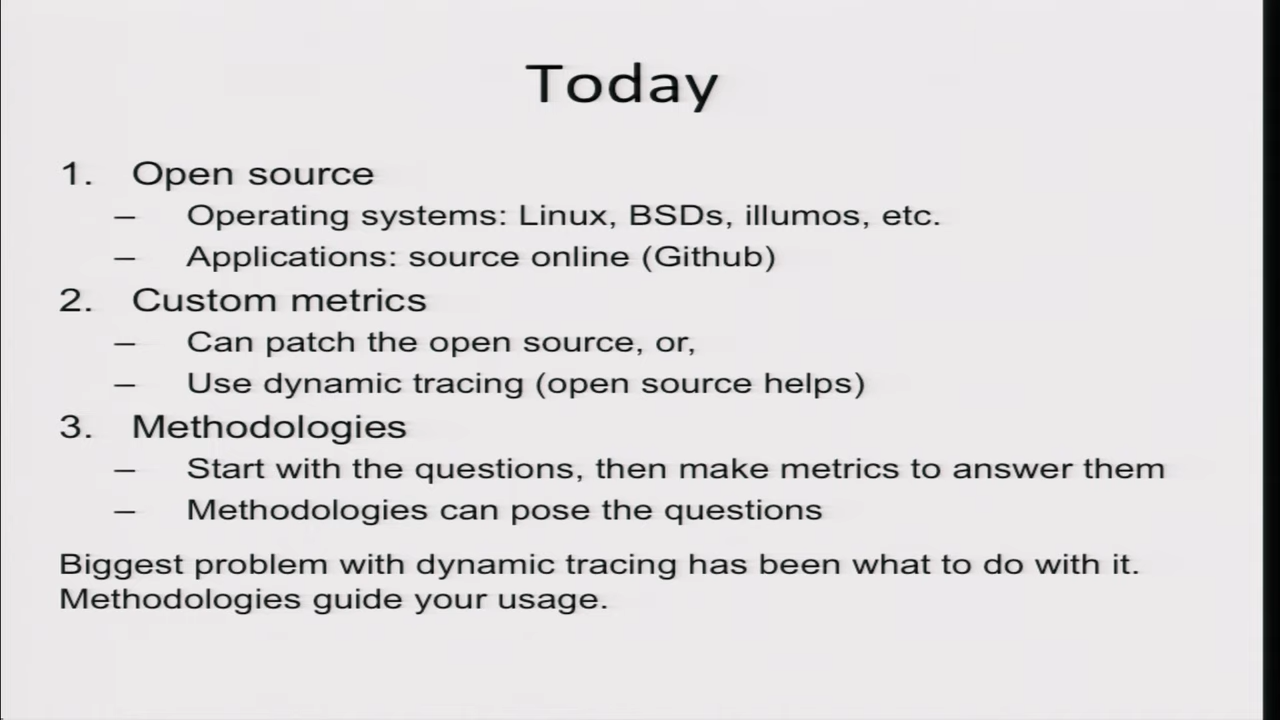 Today
1. Open source
– Operating systems: Linux, BSDs, illumos, etc.
– Applications: source online (Github)
2. Custom metrics
– Can patch the open source, or,
– Use dynamic tracing (open source helps)
3. Methodologies
– Start with the questions, then make metrics to answer them
– Methodologies can pose the questions
Biggest problem with dynamic tracing has been what to do with it.
Methodologies guide your usage.